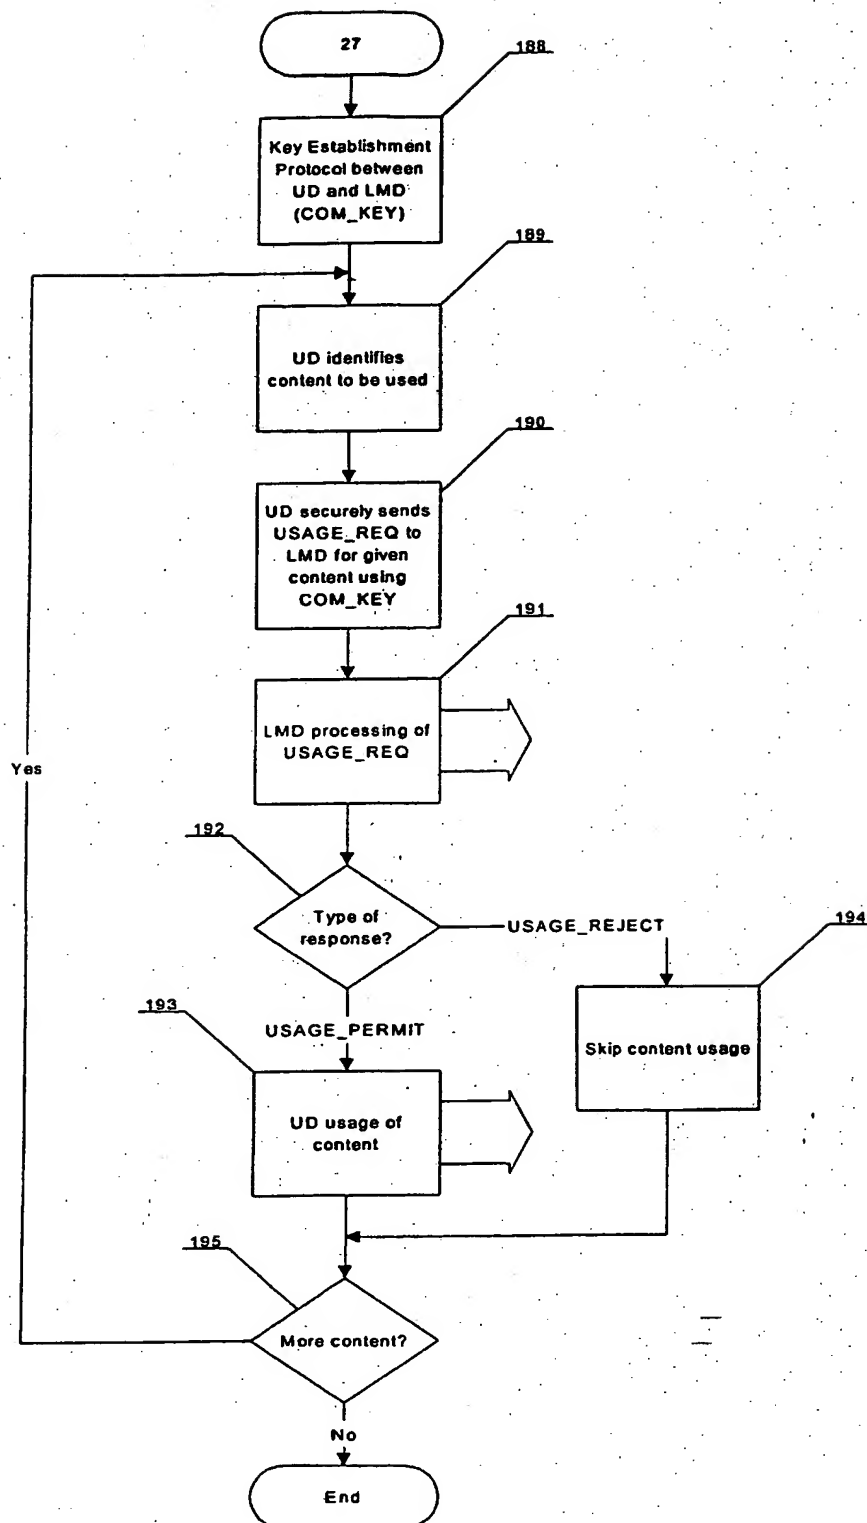 27
188
Key Establishment
Protocol between
UD and LMD
(COM_KEY)
189
UD identifies
content to be used
190
UD securely sends
USAGE_REQ to
LMD for given
content using
COM_KEY
191
LMD processing of
USAGE_REQ
Yes
192
Type of
response?
USAGE_REJECT
194
193
USAGE_PERMIT
Skip content usage
UD usage of
content
195
More content?
No
End